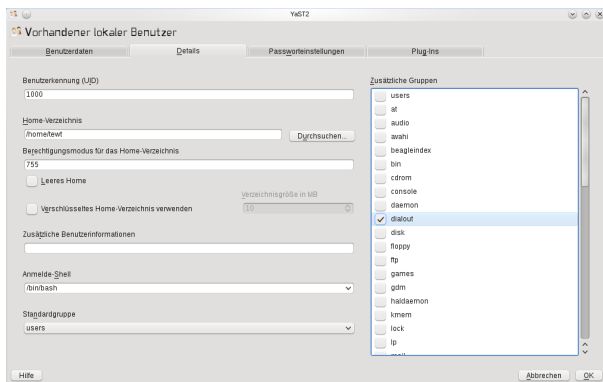 YaST2
Vorhandener lokaler Benutzer
Benutzerdaten
Details
Passworteinstellungen
Plug-Ins
Benutzerkennung (UID)
1000
Home-Verzeichnis
/home/tewt
Durchsuchen...
Berechtigungsmodus für das Home-Verzeichnis
755
Leeres Home
Verzeichnisgröße in MB
Verschlüsseltes Home-Verzeichnis verwenden
10
Zusätzliche Benutzerinformationen
Anmelde-Shell
/bin/bash
Standardgruppe
users
Zusätzliche Gruppen
users
at
audio
avahi
beagleindex
bin
cdrom
console
daemon
dialout
disk
floppy
ftp
games
gdm
haldaemon
kmem
lock
lp
Hilfe
Abbrechen
OK